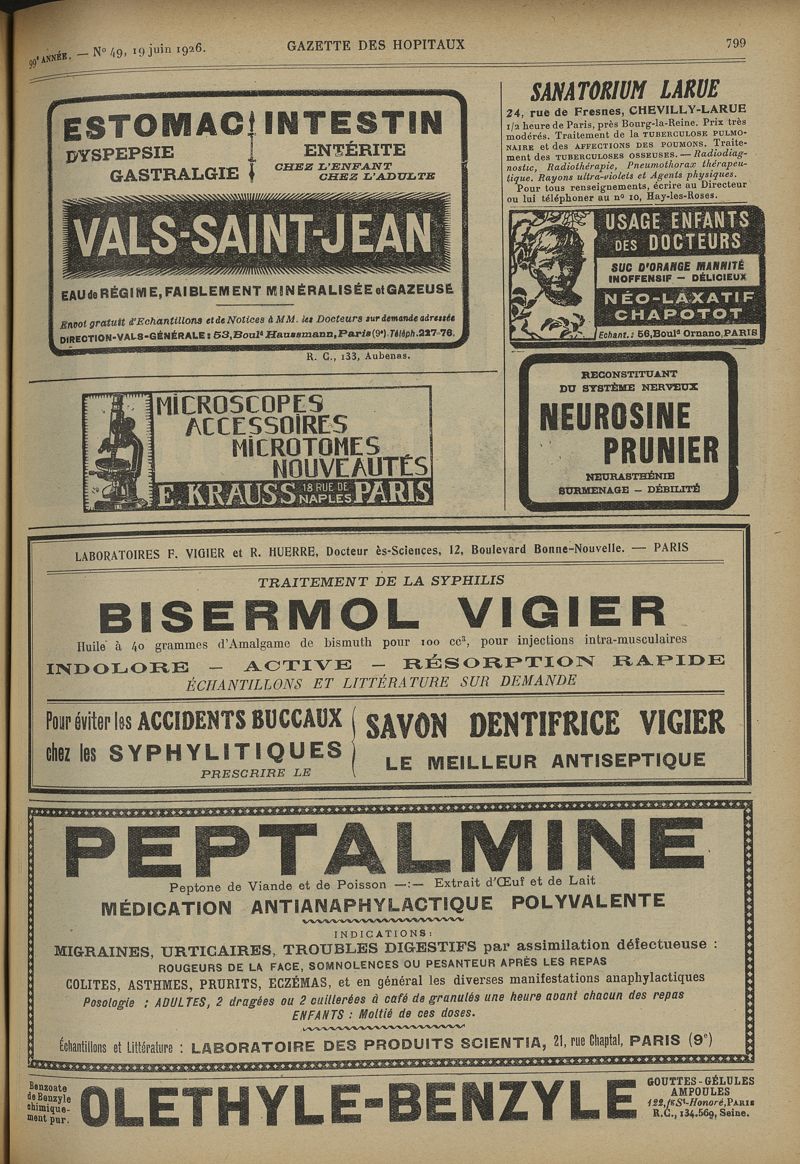 99e ANNÉE. — No 49, 19 juin 1926.
GAZETTE DES HOPITAUX
799
ESTOMAC INTESTIN
DYSPEPSIE ENTÉRITE
GASTRALGIE CHEZ L'ENFANT
CHEZ L'ADULTE
VALS-SAINT-JEAN
EAU de RÉGIME, FAIBLEMENT MINÉRALISÉE et GAZEUSE
Envoi gratuit d'Echantillons et de Notices à MM. les Docteurs sur demande adressée
DIRECTION-VALS-GÉNÉRALE : 53, Boulᵈ Haussmann, Paris (9ᵉ). Téléph. 227-76.
R. C., 133, Aubenas.
SANATORIUM LARUE
24, rue de Fresnes, CHEVILLY-LARUE
1/2 heure de Paris, près Bourg-la-Reine. Prix très
modérés. Traitement de la TUBERCULOSE PULMO-
NAIRE et des AFFECTIONS DES POUMONS. Traite-
ment des TUBERCULOSES OSSEUSES. — Radiodiag-
nostic, Radiothérapie, Pneumothorax thérapeu-
tique. Rayons ultra-violets et Agents physiques.
Pour tous renseignements, écrire au Directeur
ou lui téléphoner au nº 10, Hay-les-Roses.
USAGE ENFANTS
DES DOCTEURS
SUC D'ORANGE MANNITÉ
INOFFENSIF — DÉLICIEUX
NÉO-LAXATIF
CHAPOTOT
Echant.: 56, Boulᵈ Ornano, PARIS
MICROSCOPES
ACCESSOIRES
MICROTOMES
NOUVEAUTÉS
E. KRAUSS 18 RUE DE NAPLES PARIS
RECONSTITUANT
DU SYSTÈME NERVEUX
NEUROSINE
PRUNIER
NEURASTHÉNIE
SURMENAGE — DÉBILITÉ
LABORATOIRES F. VIGIER et R. HUERRE, Docteur ès-Sciences, 12, Boulevard Bonne-Nouvelle. — PARIS
TRAITEMENT DE LA SYPHILIS
BISERMOL VIGIER
Huile à 40 grammes d'Amalgame de bismuth pour 100 cc³, pour injections intra-musculaires
INDOLORE — ACTIVE — RÉSORPTION RAPIDE
ÉCHANTILLONS ET LITTÉRATURE SUR DEMANDE
Pour éviter les ACCIDENTS BUCCAUX
chez les SYPHYLITIQUES
PRESCRIRE LE
SAVON DENTIFRICE VIGIER
LE MEILLEUR ANTISEPTIQUE
PEPTALMINE
Peptone de Viande et de Poisson —:— Extrait d'Œuf et de Lait
MÉDICATION ANTIANAPHYLACTIQUE POLYVALENTE
INDICATIONS:
MIGRAINES, URTICAIRES, TROUBLES DIGESTIFS par assimilation défectueuse :
ROUGEURS DE LA FACE, SOMNOLENCES OU PESANTEUR APRÈS LES REPAS
COLITES, ASTHMES, PRURITS, ECZÉMAS, et en général les diverses manifestations anaphylactiques
Posologie : ADULTES, 2 dragées ou 2 cuillerées à café de granulés une heure avant chacun des repas
ENFANTS : Moitié de ces doses.
Échantillons et Littérature : LABORATOIRE DES PRODUITS SCIENTIA, 21, rue Chaptal, PARIS (9ᵉ)
Benzoate
de Benzyle
chimique-
ment pur.
OLETHYLE-BENZYLE
GOUTTES - GÉLULES
AMPOULES
122, fg St-Honoré, PARIS
R.C., 134.569, Seine.